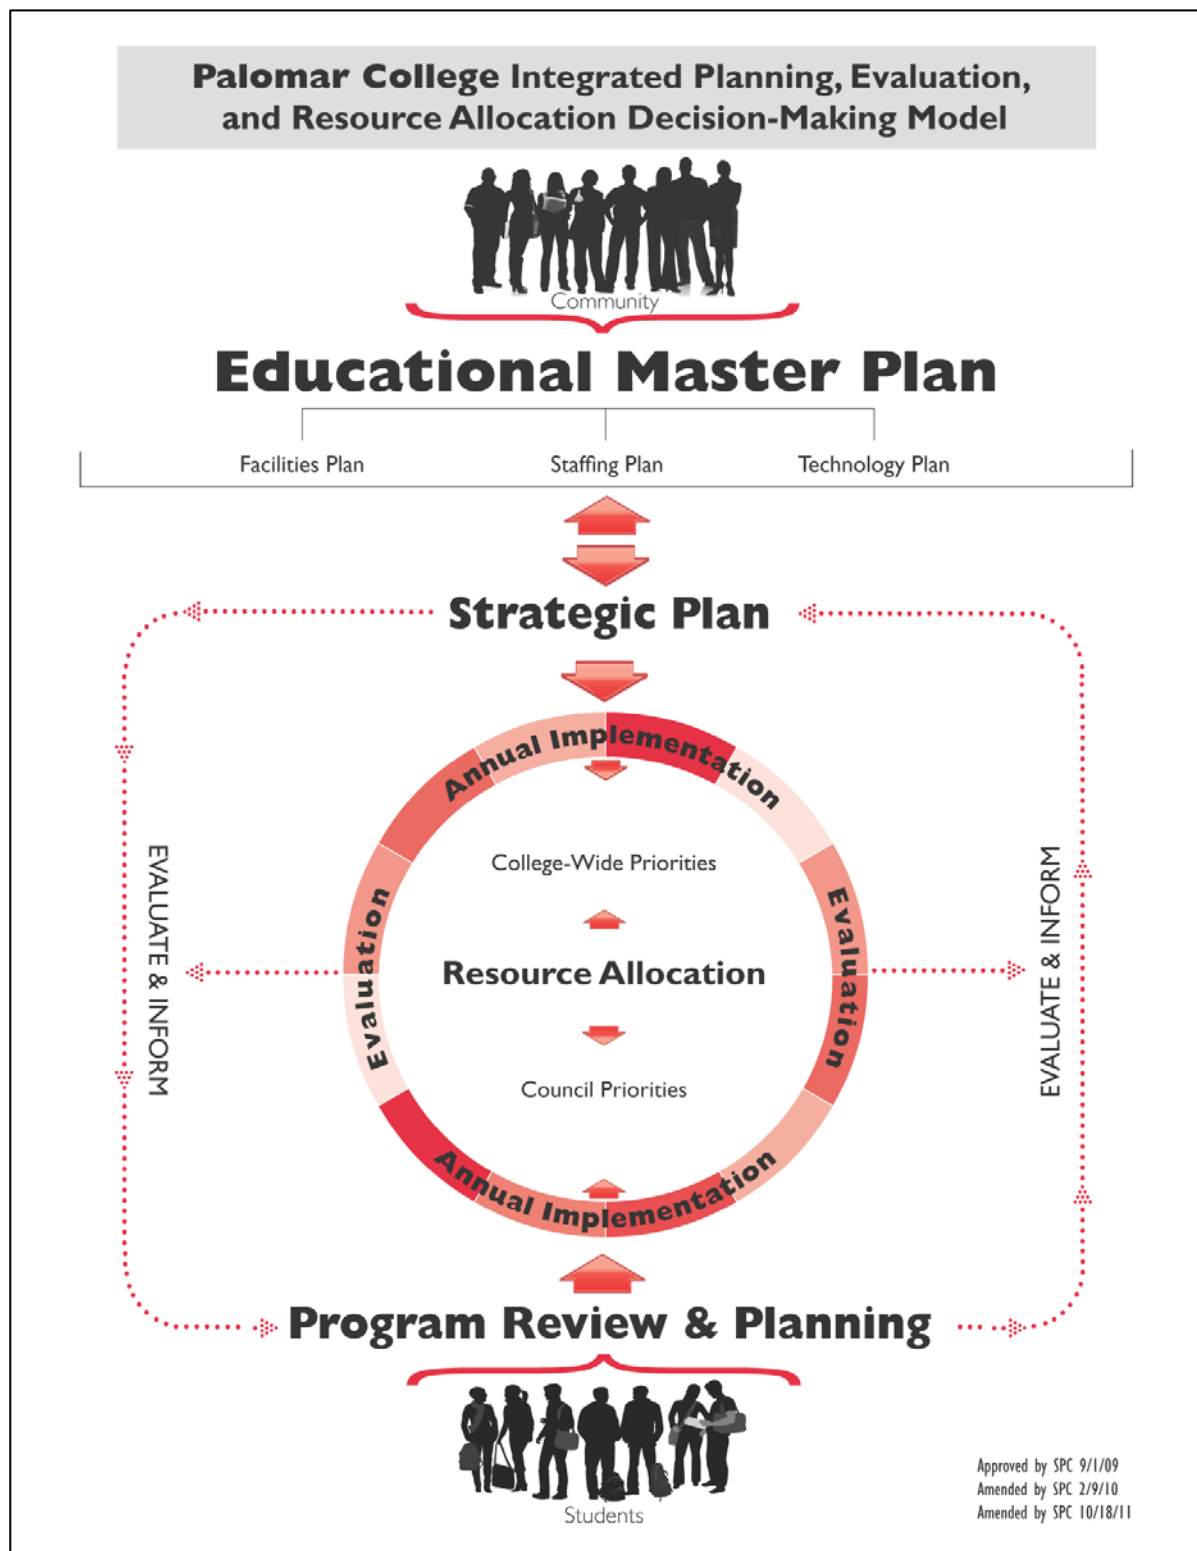 Palomar College Integrated Planning, Evaluation,
and Resource Allocation Decision-Making Model
Community
Educational Master Plan
Facilities Plan
Staffing Plan
Technology Plan
Strategic Plan
Annual Implementation
College-Wide Priorities
EVALUATE & INFORM
Evaluation
Resource Allocation
Evaluation
EVALUATE & INFORM
Council Priorities
Annual Implementation
Program Review & Planning
Students
Approved by SPC 9/1/09
Amended by SPC 2/9/10
Amended by SPC 10/18/11